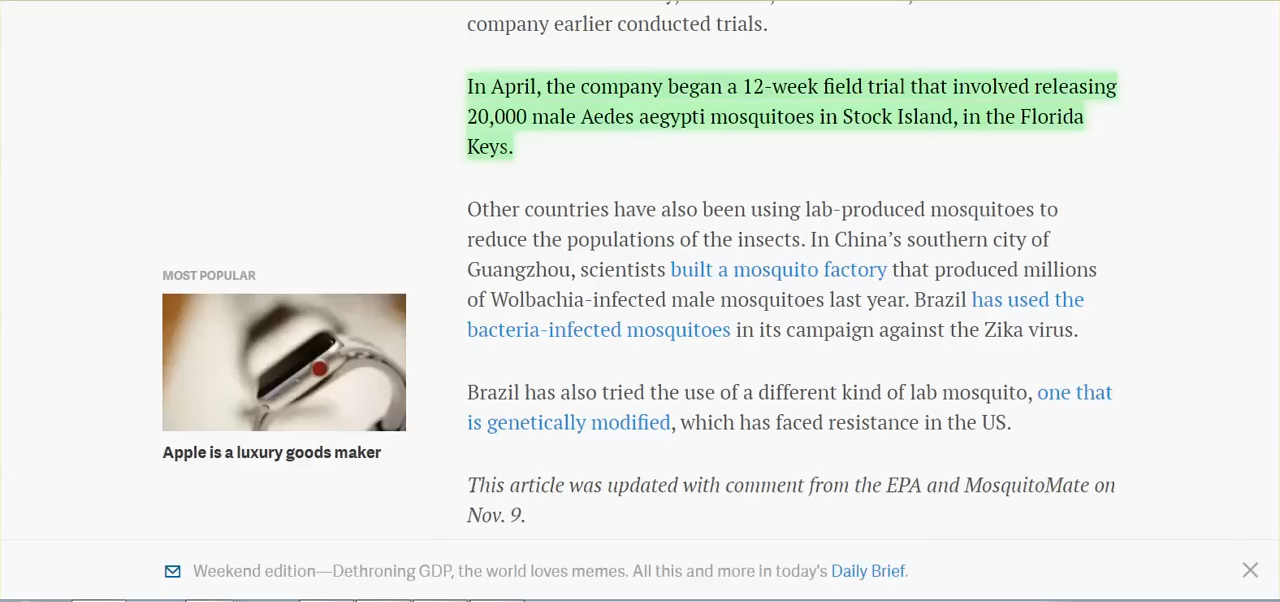 company earlier conducted trials.
In April, the company began a 12-week field trial that involved releasing
20,000 male Aedes aegypti mosquitoes in Stock Island, in the Florida
Keys.
Other countries have also been using lab-produced mosquitoes to
reduce the populations of the insects. In China’s southern city of
Guangzhou, scientists built a mosquito factory that produced millions
of Wolbachia-infected male mosquitoes last year. Brazil has used the
bacteria-infected mosquitoes in its campaign against the Zika virus.
Brazil has also tried the use of a different kind of lab mosquito, one that
is genetically modified, which has faced resistance in the US.
This article was updated with comment from the EPA and MosquitoMate on
Nov. 9.
MOST POPULAR
Apple is a luxury goods maker
Weekend edition—Dethroning GDP, the world loves memes. All this and more in today's Daily Brief.